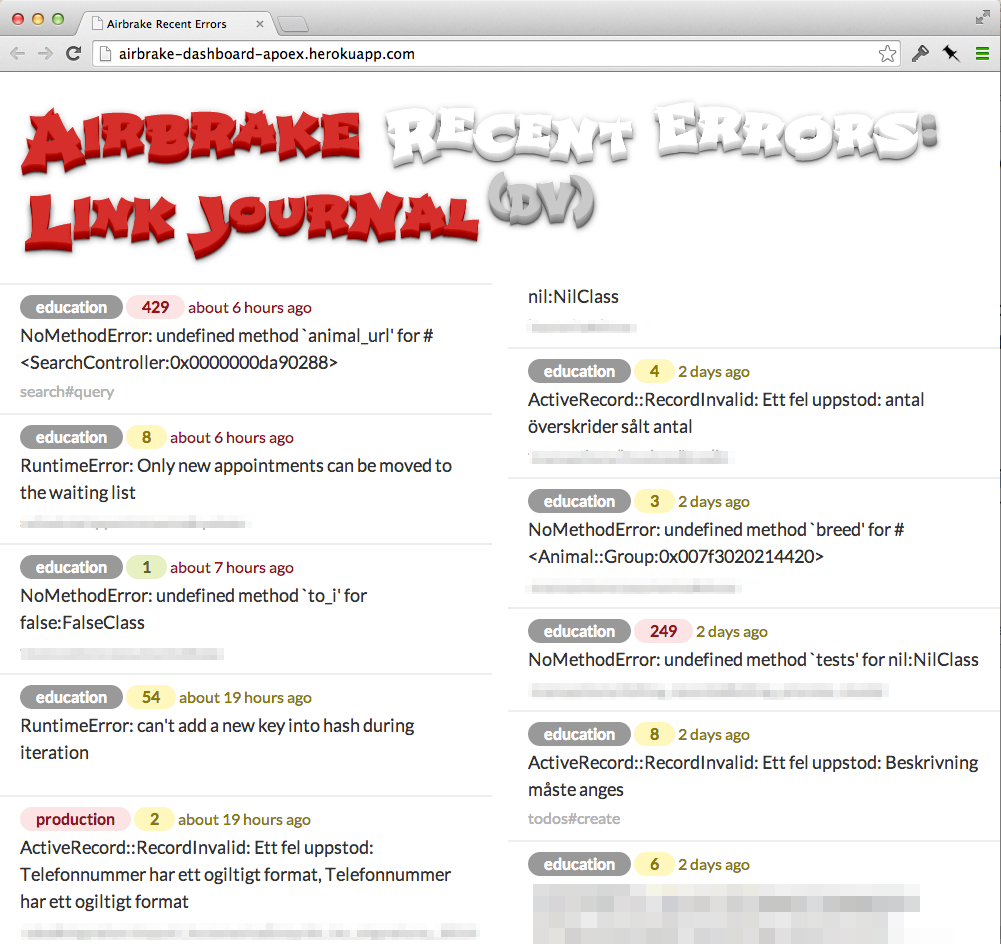 Airbrake Recent Errors
airbrake-dashboard-apoex.herokuapp.com
Airbrake Recent Errors:
Link Journal (DV)
education 429 about 6 hours ago
NoMethodError: undefined method `animal_url' for #
<SearchController:0x0000000da90288>
search#query
education 8 about 6 hours ago
RuntimeError: Only new appointments can be moved to
the waiting list
education 1 about 7 hours ago
NoMethodError: undefined method `to_i' for
false:FalseClass
education 54 about 19 hours ago
RuntimeError: can't add a new key into hash during
iteration
production 2 about 19 hours ago
ActiveRecord::RecordInvalid: Ett fel uppstod:
Telefonnummer har ett ogiltigt format, Telefonnummer
har ett ogiltigt format
nil:NilClass
education 4 2 days ago
ActiveRecord::RecordInvalid: Ett fel uppstod: antal
överskrider sålt antal
education 3 2 days ago
NoMethodError: undefined method `breed' for #
<Animal::Group:0x007f3020214420>
education 249 2 days ago
NoMethodError: undefined method `tests' for nil:NilClass
education 8 2 days ago
ActiveRecord::RecordInvalid: Ett fel uppstod: Beskrivning
måste anges
todos#create
education 6 2 days ago